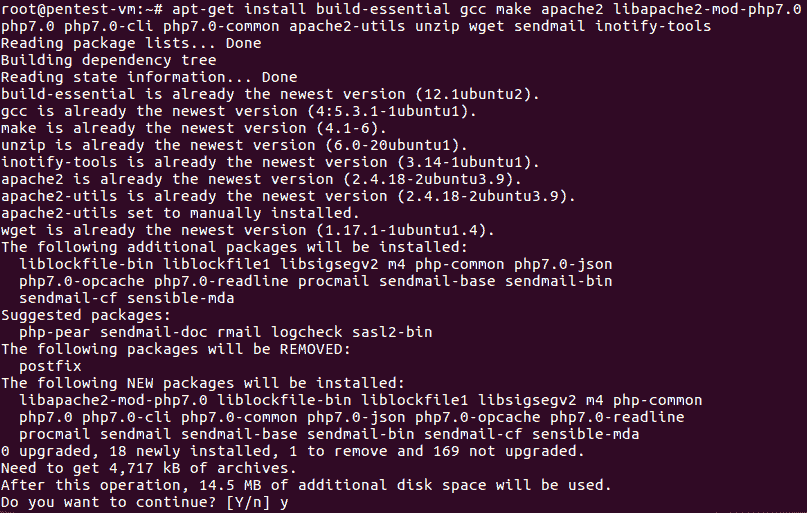 root@pentest-vm:~# apt-get install build-essential gcc make apache2 libapache2-mod-php7.0
php7.0 php7.0-cli php7.0-common apache2-utils unzip wget sendmail inotify-tools
Reading package lists... Done
Building dependency tree
Reading state information... Done
build-essential is already the newest version (12.1ubuntu2).
gcc is already the newest version (4:5.3.1-1ubuntu1).
make is already the newest version (4.1-6).
unzip is already the newest version (6.0-20ubuntu1).
inotify-tools is already the newest version (3.14-1ubuntu1).
apache2 is already the newest version (2.4.18-2ubuntu3.9).
apache2-utils is already the newest version (2.4.18-2ubuntu3.9).
apache2-utils set to manually installed.
wget is already the newest version (1.17.1-1ubuntu1.4).
The following additional packages will be installed:
  liblockfile-bin liblockfile1 libsigsegv2 m4 php-common php7.0-json
  php7.0-opcache php7.0-readline procmail sendmail-base sendmail-bin
  sendmail-cf sensible-mda
Suggested packages:
  php-pear sendmail-doc rmail logcheck sasl2-bin
The following packages will be REMOVED:
  postfix
The following NEW packages will be installed:
  libapache2-mod-php7.0 liblockfile-bin liblockfile1 libsigsegv2 m4 php-common
  php7.0 php7.0-cli php7.0-common php7.0-json php7.0-opcache php7.0-readline
  procmail sendmail sendmail-base sendmail-bin sendmail-cf sensible-mda
0 upgraded, 18 newly installed, 1 to remove and 169 not upgraded.
Need to get 4,717 kB of archives.
After this operation, 14.5 MB of additional disk space will be used.
Do you want to continue? [Y/n] y